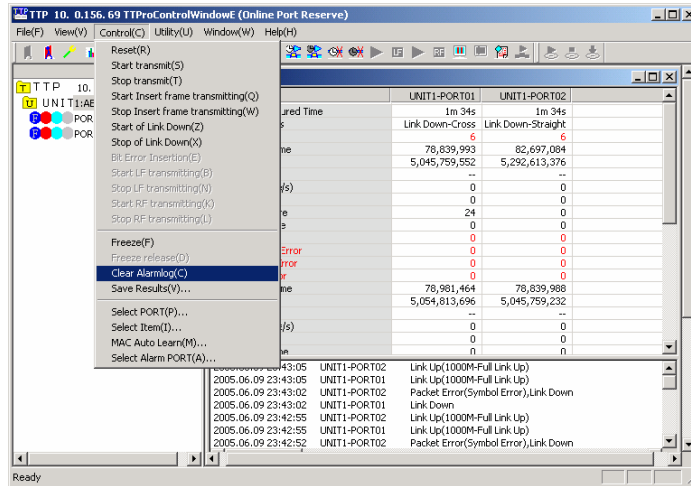 TTP 10. 0.156. 69 TTProControlWindowE (Online Port Reserve)
File(F) View(V) Control(C) Utility(U) Window(W) Help(H)
Reset(R)
Start transmit(S)
Stop transmit(T)
Start Insert frame transmitting(Q)
Stop Insert frame transmitting(W)
Start of Link Down(Z)
Stop of Link Down(X)
Bit Error Insertion(E)
Start LF transmitting(B)
Stop LF transmitting(N)
Start RF transmitting(K)
Stop RF transmitting(L)
Freeze(F)
Freeze release(D)
Clear Alarmlog(C)
Save Results(V)...
Select PORT(P)...
Select Item(I)...
MAC Auto Learn(M)...
Select Alarm PORT(A)...
T TTP 10.
U UNIT1:AE
POR
POR
UNIT1-PORT01 UNIT1-PORT02
ured Time 1m 34s 1m 34s
s Link Down-Cross Link Down-Straight
6 6
me 78,839,993 82,697,084
5,045,759,552 5,292,613,376
-- --
/s) 0 0
0 0
re 24 0
e 0 0
0 0
Error 0 0
rror 0 0
or 0 0
me 78,981,464 78,839,988
5,054,813,696 5,045,759,232
-- --
/s) 0 0
0 0
0 0
2005.06.09 23:43:05 UNIT1-PORT02 Link Up(1000M-Full Link Up)
2005.06.09 23:43:05 UNIT1-PORT01 Link Up(1000M-Full Link Up)
2005.06.09 23:43:02 UNIT1-PORT02 Packet Error(Symbol Error),Link Down
2005.06.09 23:43:02 UNIT1-PORT01 Link Down
2005.06.09 23:42:55 UNIT1-PORT02 Link Up(1000M-Full Link Up)
2005.06.09 23:42:55 UNIT1-PORT01 Link Up(1000M-Full Link Up)
2005.06.09 23:42:52 UNIT1-PORT02 Packet Error(Symbol Error),Link Down
Ready